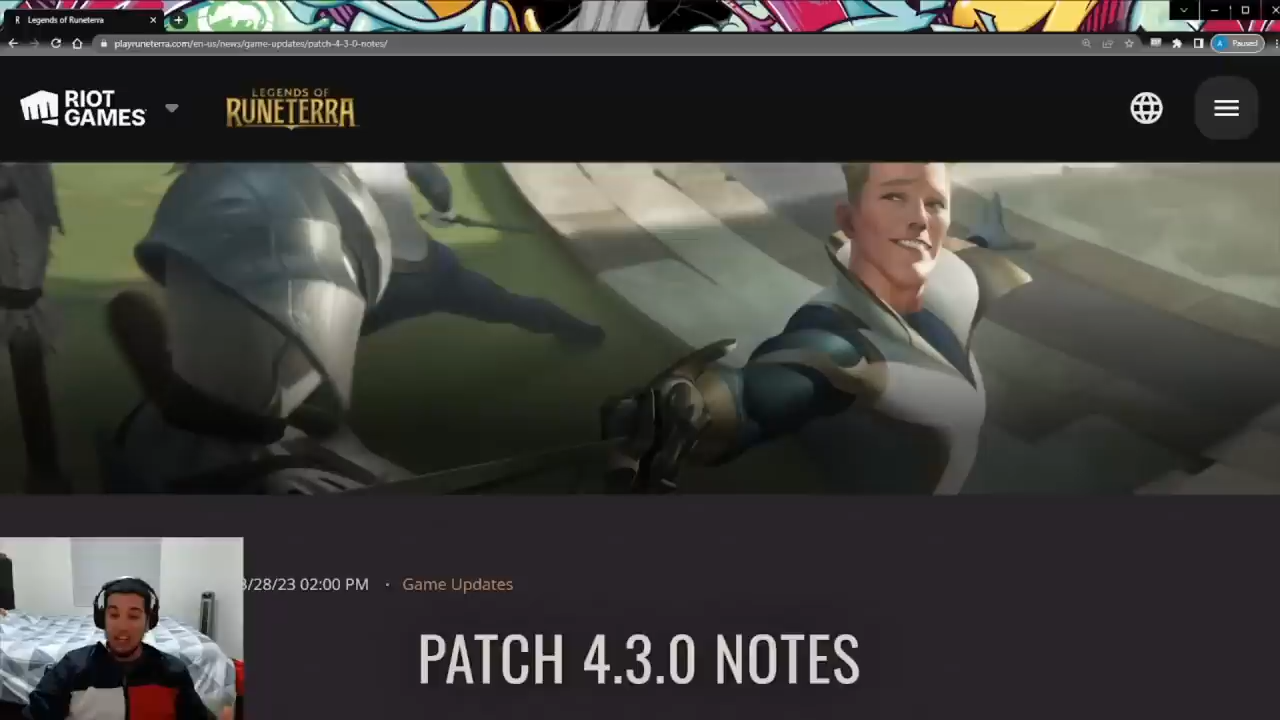 Legends of Runeterra
playruneterra.com/en-us/news/game-updates/patch-4-3-0-notes/
A Paused
RIOT GAMES
LEGENDS OF RUNETERRA
3/28/23 02:00 PM · Game Updates
PATCH 4.3.0 NOTES